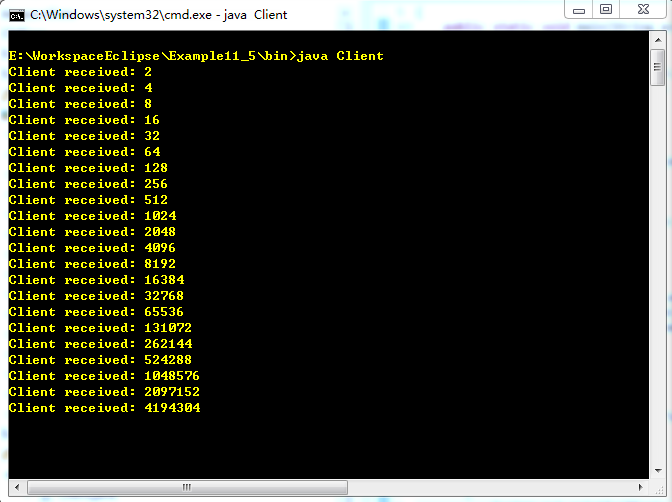 C:\Windows\system32\cmd.exe - java  Client
E:\WorkspaceEclipse\Example11_5\bin>java Client
Client received: 2
Client received: 4
Client received: 8
Client received: 16
Client received: 32
Client received: 64
Client received: 128
Client received: 256
Client received: 512
Client received: 1024
Client received: 2048
Client received: 4096
Client received: 8192
Client received: 16384
Client received: 32768
Client received: 65536
Client received: 131072
Client received: 262144
Client received: 524288
Client received: 1048576
Client received: 2097152
Client received: 4194304